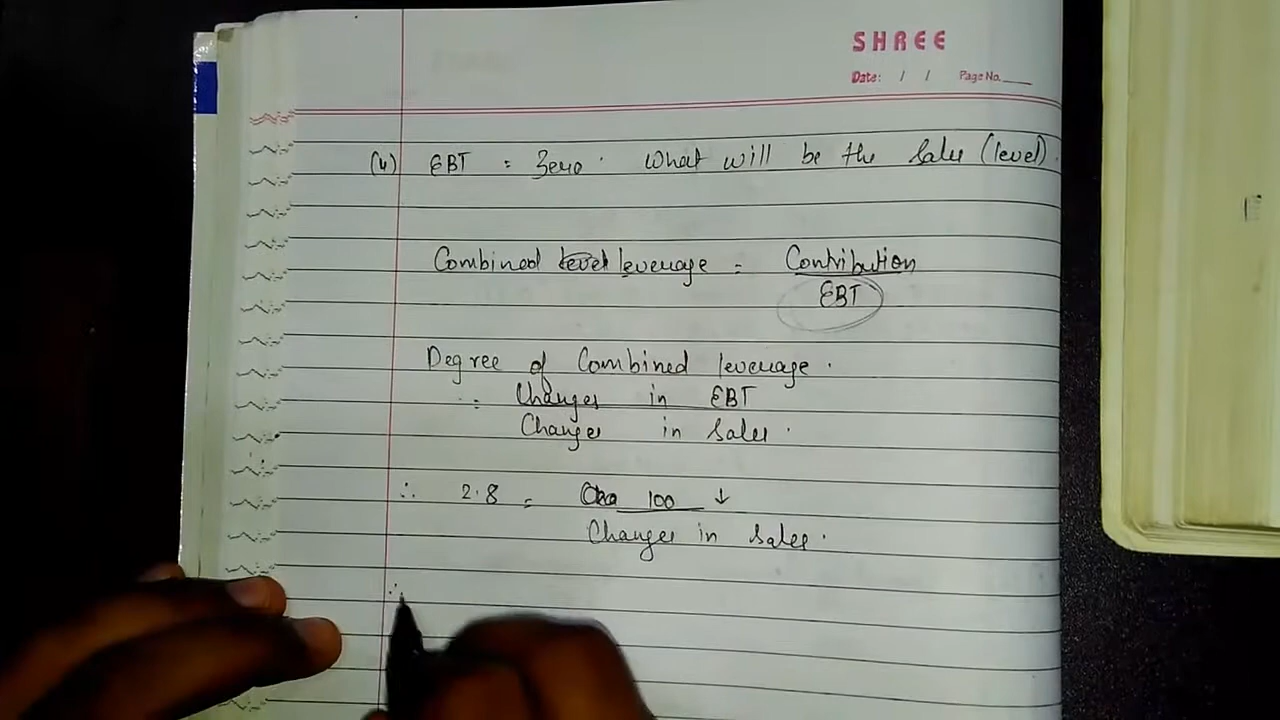 SHREE
Date: / / Page No.
(4) EBT = Zero. What will be the Sales (level).
Combined level leverage = Contribution
EBT
Degree of Combined leverage.
= Changes in EBT
Changes in Sales.
∴ 2.8 = 100 ↓
Changes in Sales.
∴